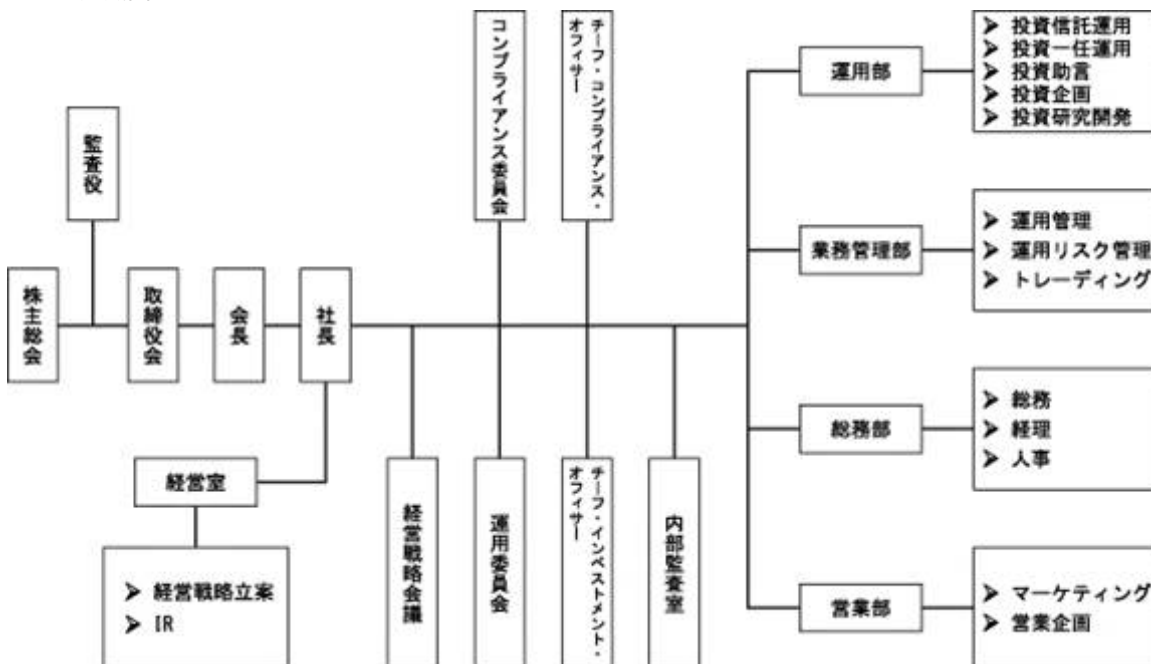 監査役
株主総会
取締役会
会長
社長
経営室
➢ 経営戦略立案
➢ IR
コンプライアンス委員会
チーフ・コンプライアンス・
オフィサー
経営戦略会議
運用委員会
チーフ・インベストメント・
オフィサー
内部監査室
運用部
➢ 投資信託運用
➢ 投資一任運用
➢ 投資助言
➢ 投資企画
➢ 投資研究開発
業務管理部
➢ 運用管理
➢ 運用リスク管理
➢ トレーディング
総務部
➢ 総務
➢ 経理
➢ 人事
営業部
➢ マーケティング
➢ 営業企画